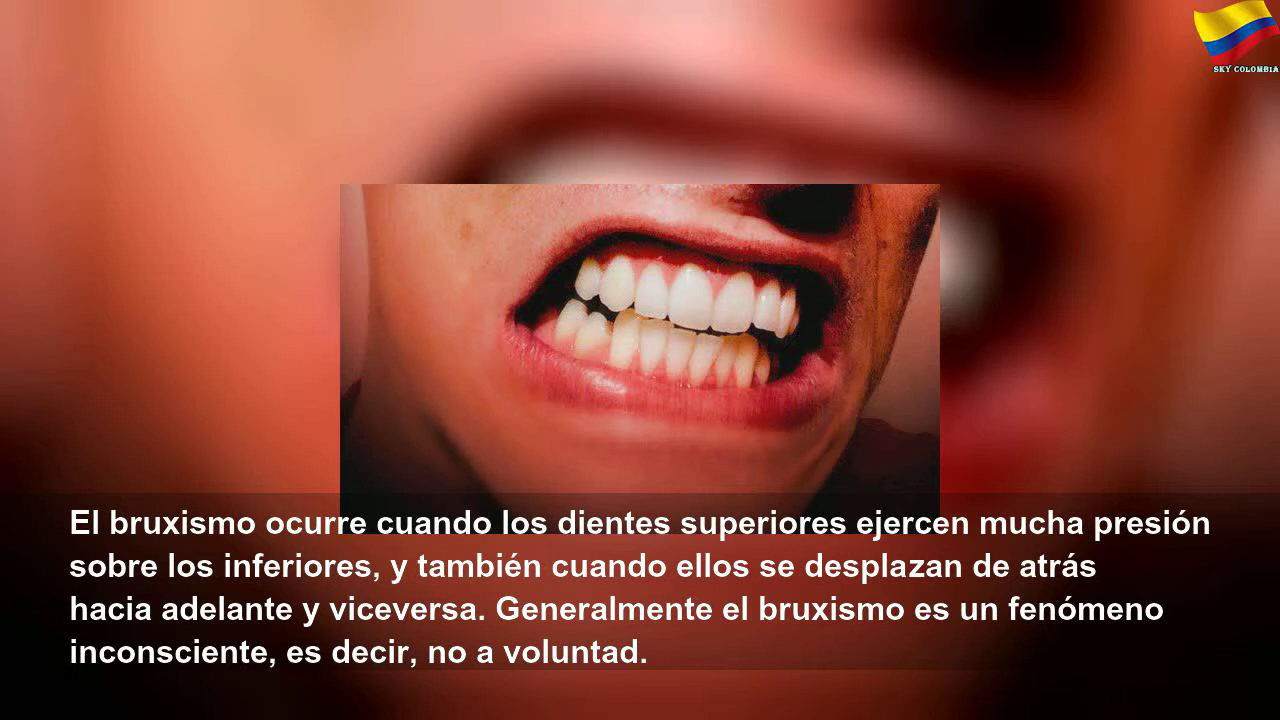 SKY COLOMBIA
El bruxismo ocurre cuando los dientes superiores ejercen mucha presión
sobre los inferiores, y también cuando ellos se desplazan de atrás
hacia adelante y viceversa. Generalmente el bruxismo es un fenómeno
inconsciente, es decir, no a voluntad.